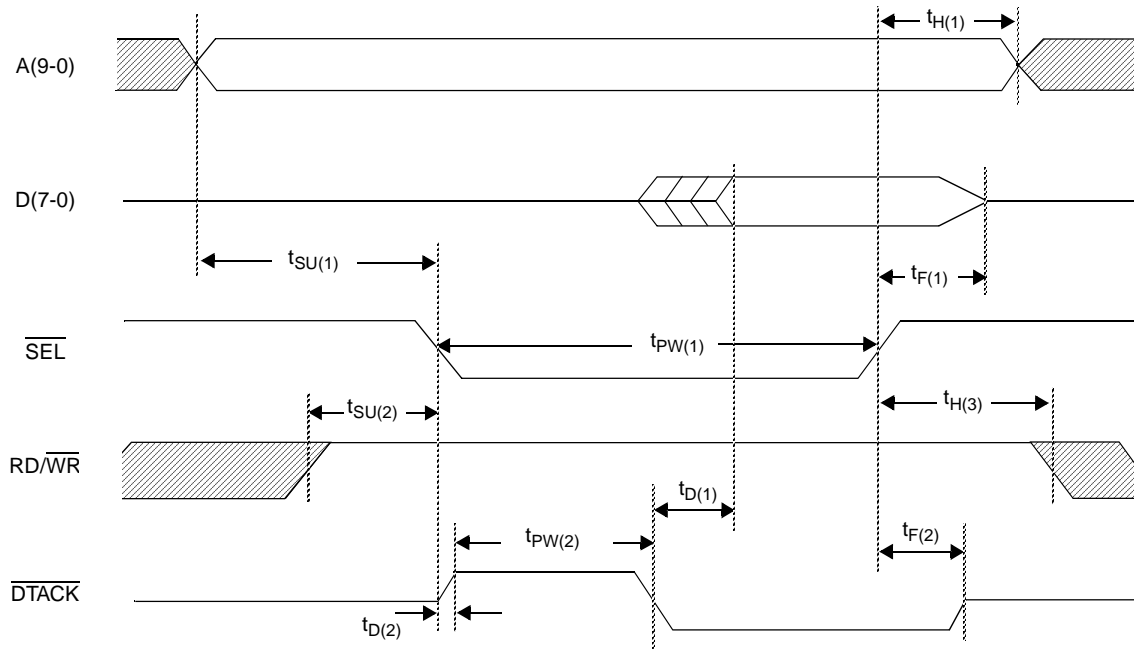 tH(1)
A(9-0)
D(7-0)
tSU(1)
tF(1)
SEL
tPW(1)
tSU(2)
tH(3)
RD/WR
tD(1)
tPW(2)
tF(2)
DTACK
tD(2)